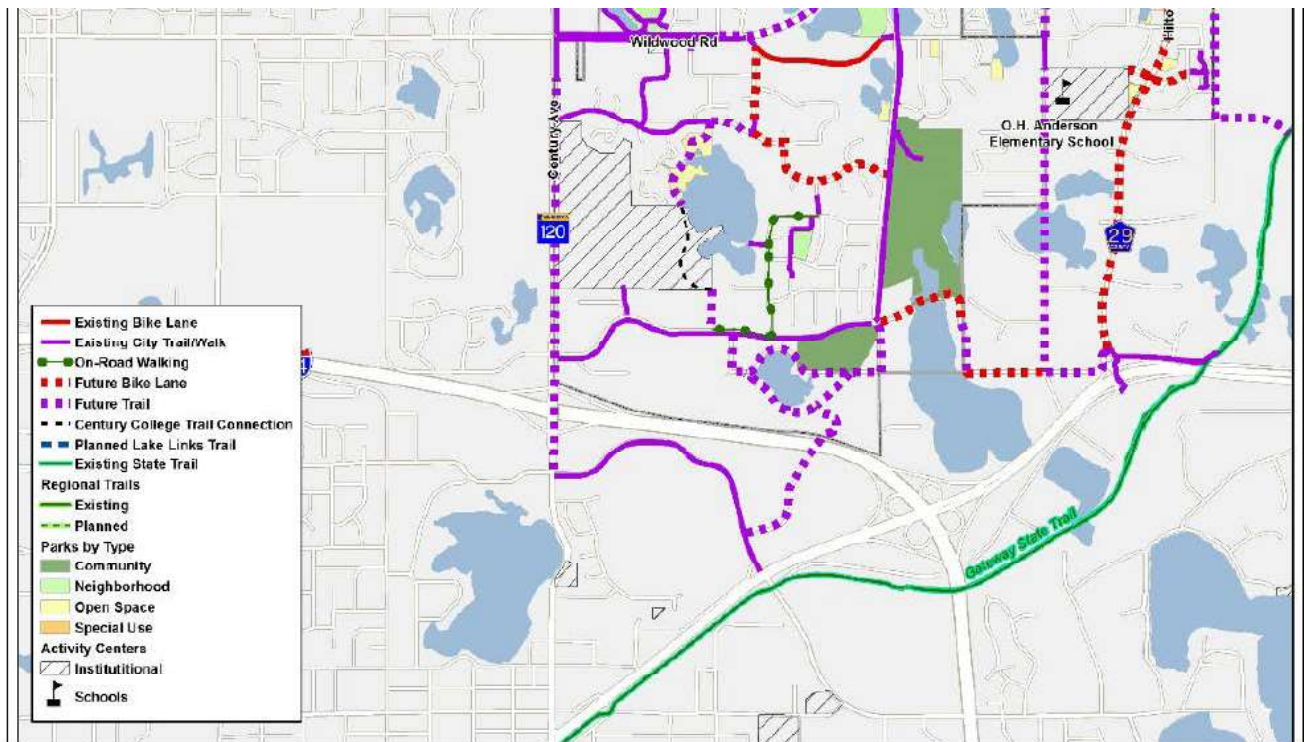 Wildwood Rd
Hilto
Century Ave
O.H. Anderson
Elementary School
120
29
Existing Bike Lane
Existing City Trail/Walk
On-Road Walking
Future Bike Lane
Future Trail
Century College Trail Connection
Planned Lake Links Trail
Existing State Trail
Regional Trails
Existing
Planned
Parks by Type
Community
Neighborhood
Open Space
Special Use
Activity Centers
Institutitional
Schools
Gateway State Trail